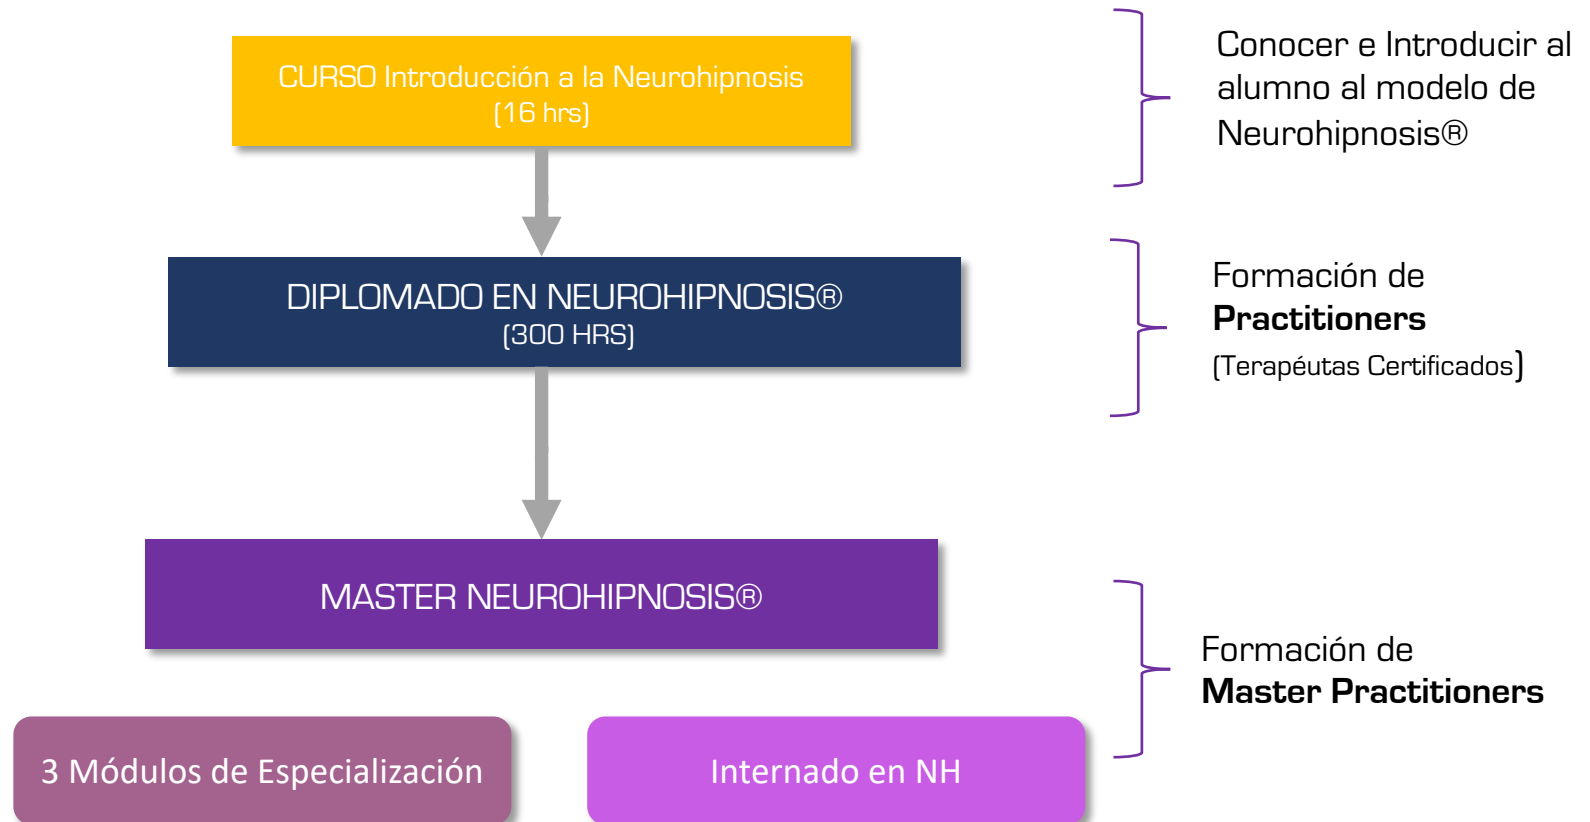 CURSO Introducción a la Neurohipnosis
(16 hrs)
Conocer e Introducir al
alumno al modelo de
Neurohipnosis®
DIPLOMADO EN NEUROHIPNOSIS®
(300 HRS)
Formación de
Practitioners
(Terapéutas Certificados)
MASTER NEUROHIPNOSIS®
Formación de
Master Practitioners
3 Módulos de Especialización
Internado en NH